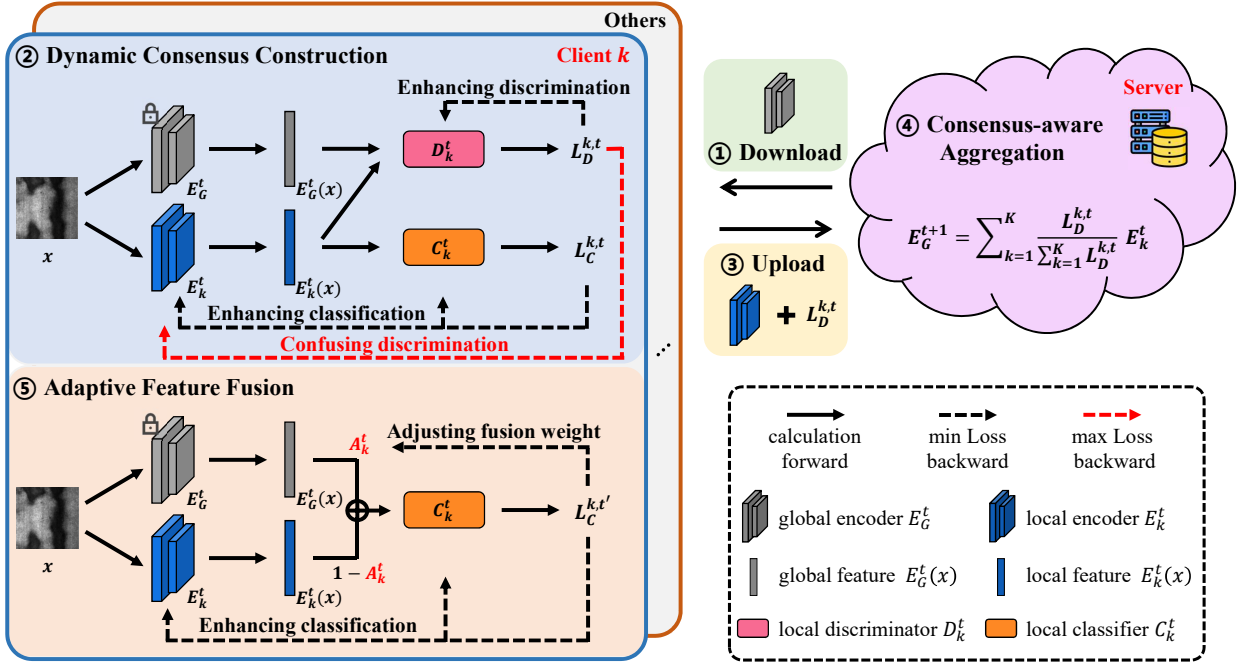 Others
② Dynamic Consensus Construction
Client k
Enhancing discrimination
E_G^t
E_G^t(x)
D_k^t
L_D^{k,t}
x
E_k^t
E_k^t(x)
C_k^t
L_C^{k,t}
Enhancing classification
Confusing discrimination
...
⑤ Adaptive Feature Fusion
Adjusting fusion weight
A_k^t
E_G^t
E_G^t(x)
C_k^t
L_C^{k,t'}
x
E_k^t
E_k^t(x)
1 − A_k^t
Enhancing classification
① Download
③ Upload
+ L_D^{k,t}
Server
④ Consensus-aware
Aggregation
E_G^{t+1} = \sum_{k=1}^{K} \frac{L_D^{k,t}}{\sum_{k=1}^{K} L_D^{k,t}} E_k^t
calculation
forward
min Loss
backward
max Loss
backward
global encoder E_G^t
local encoder E_k^t
global feature E_G^t(x)
local feature E_k^t(x)
local discriminator D_k^t
local classifier C_k^t